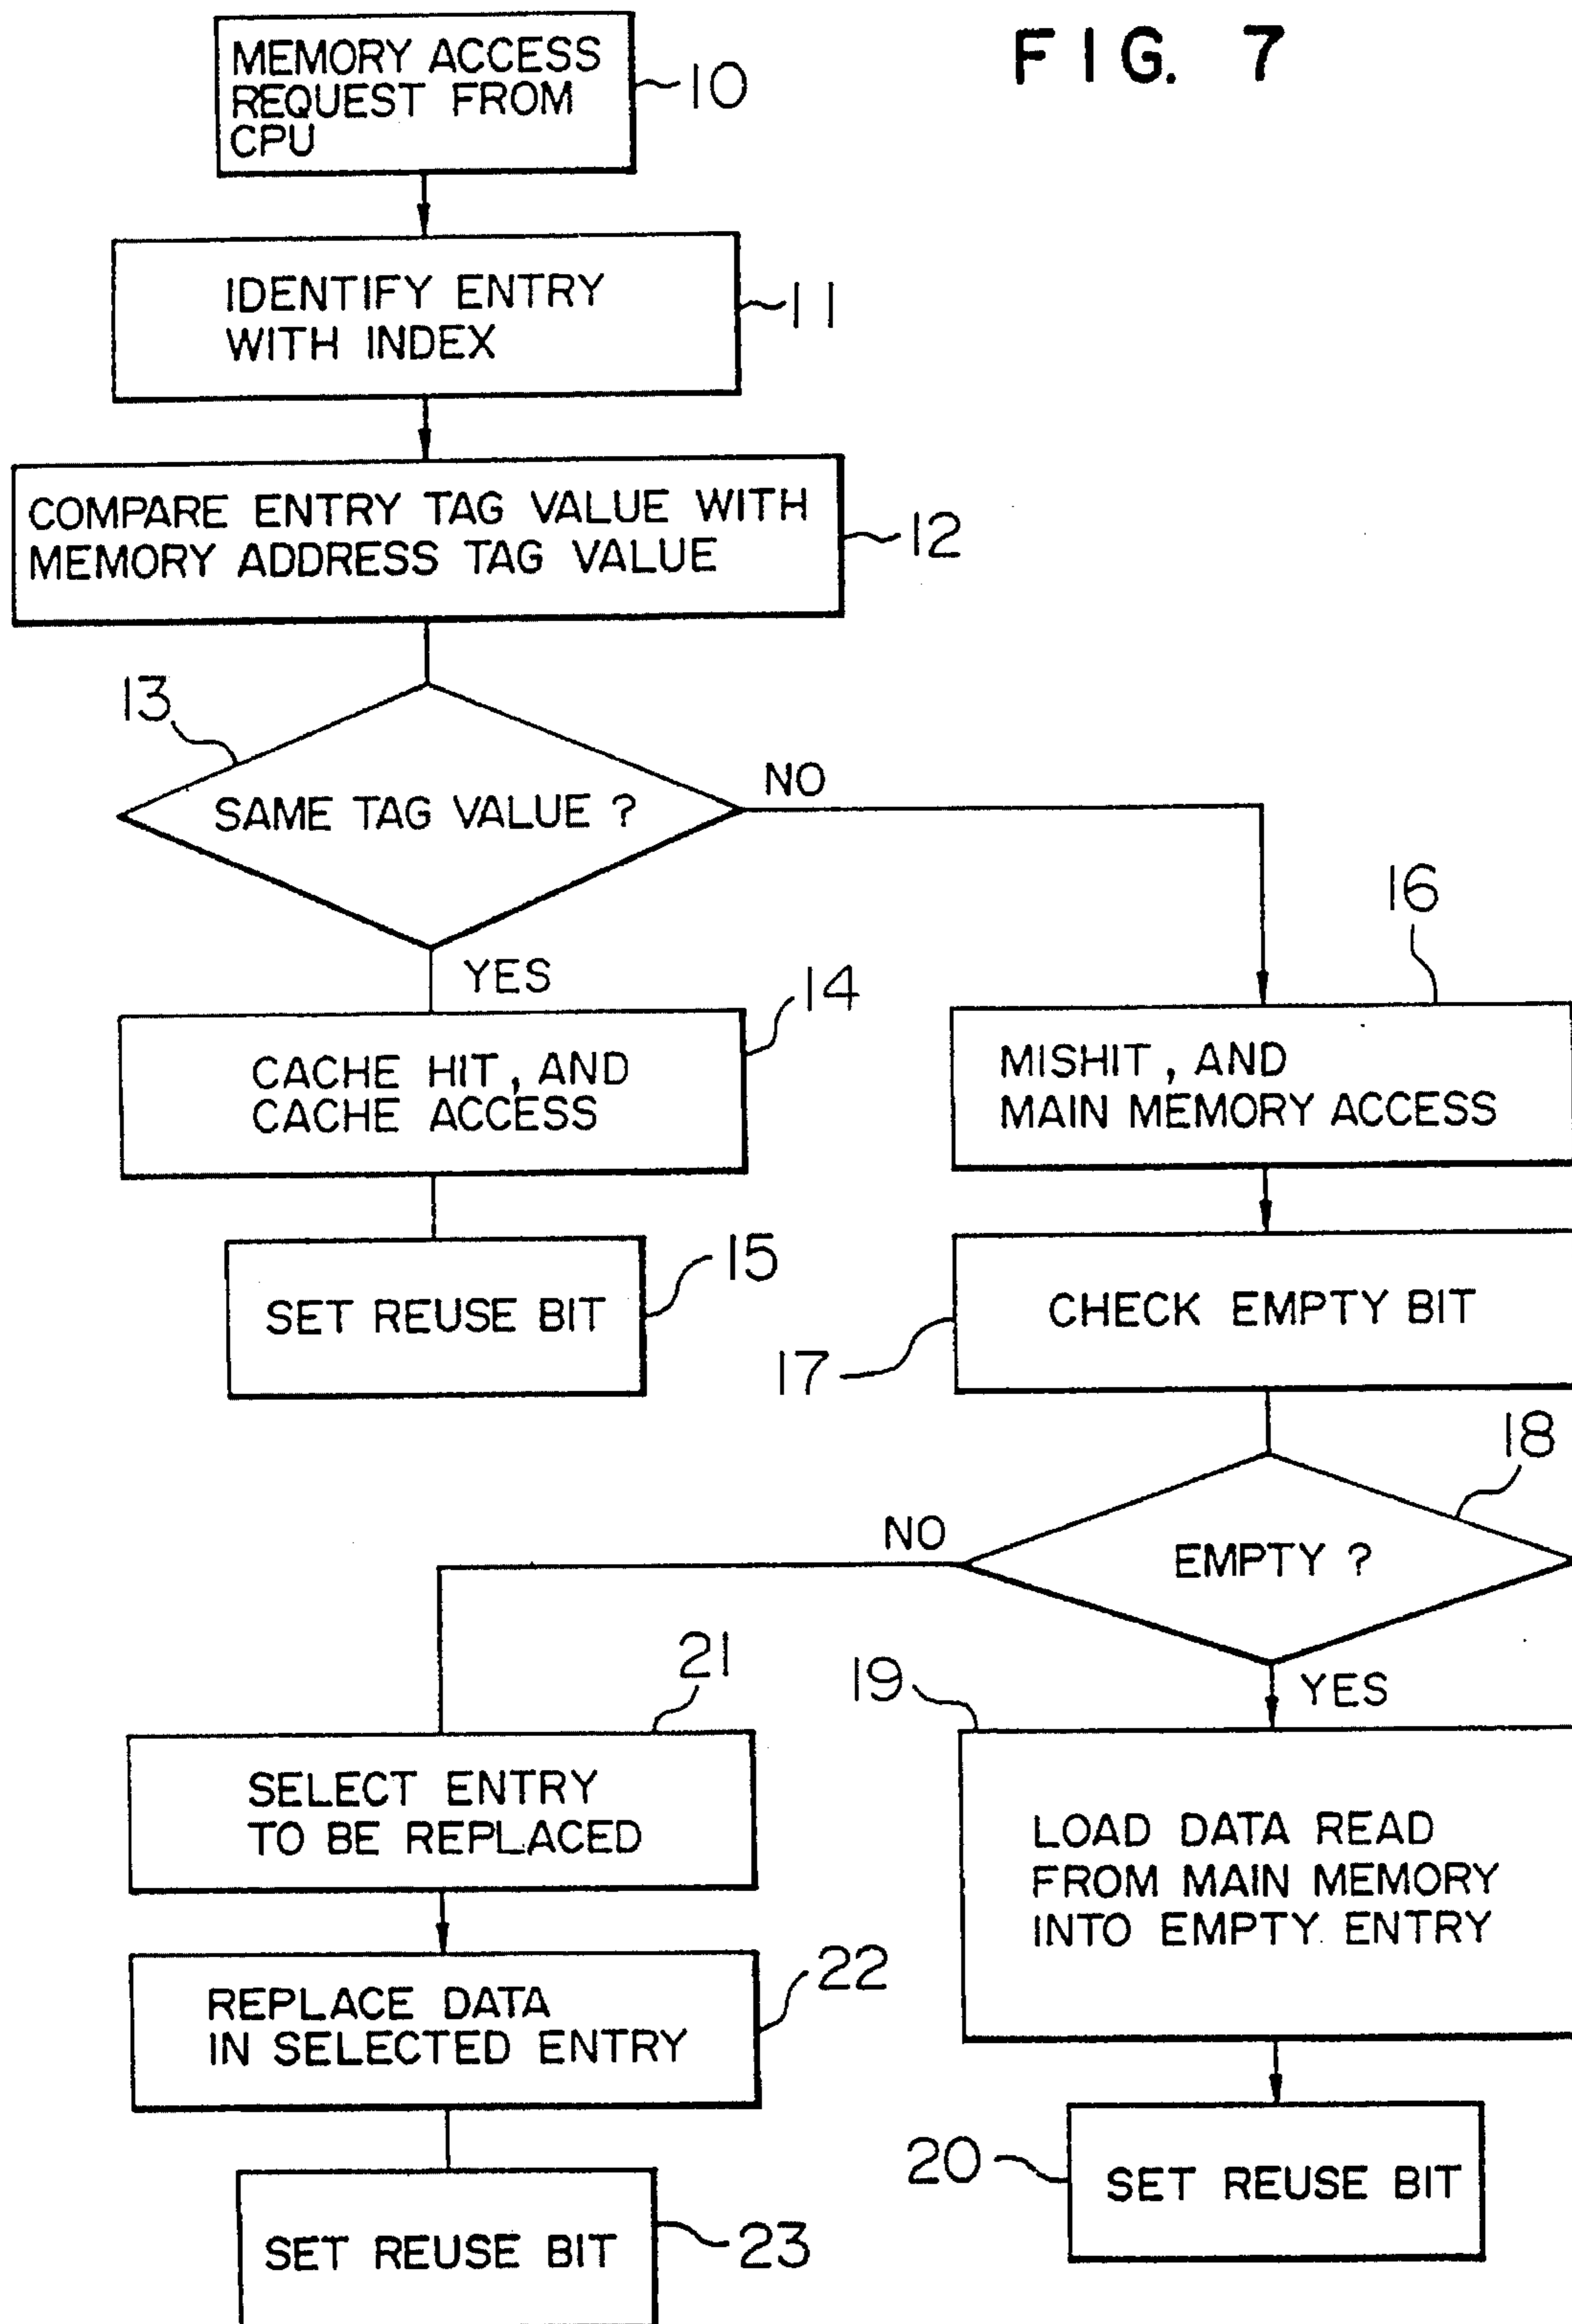 FIG. 7
MEMORY ACCESS
REQUEST FROM
CPU
10
IDENTIFY ENTRY
WITH INDEX
11
COMPARE ENTRY TAG VALUE WITH
MEMORY ADDRESS TAG VALUE
12
13
SAME TAG VALUE ?
NO
YES
14
CACHE HIT, AND
CACHE ACCESS
15
SET REUSE BIT
16
MISHIT, AND
MAIN MEMORY ACCESS
17
CHECK EMPTY BIT
18
EMPTY ?
NO
YES
19
LOAD DATA READ
FROM MAIN MEMORY
INTO EMPTY ENTRY
20
SET REUSE BIT
21
SELECT ENTRY
TO BE REPLACED
22
REPLACE DATA
IN SELECTED ENTRY
23
SET REUSE BIT